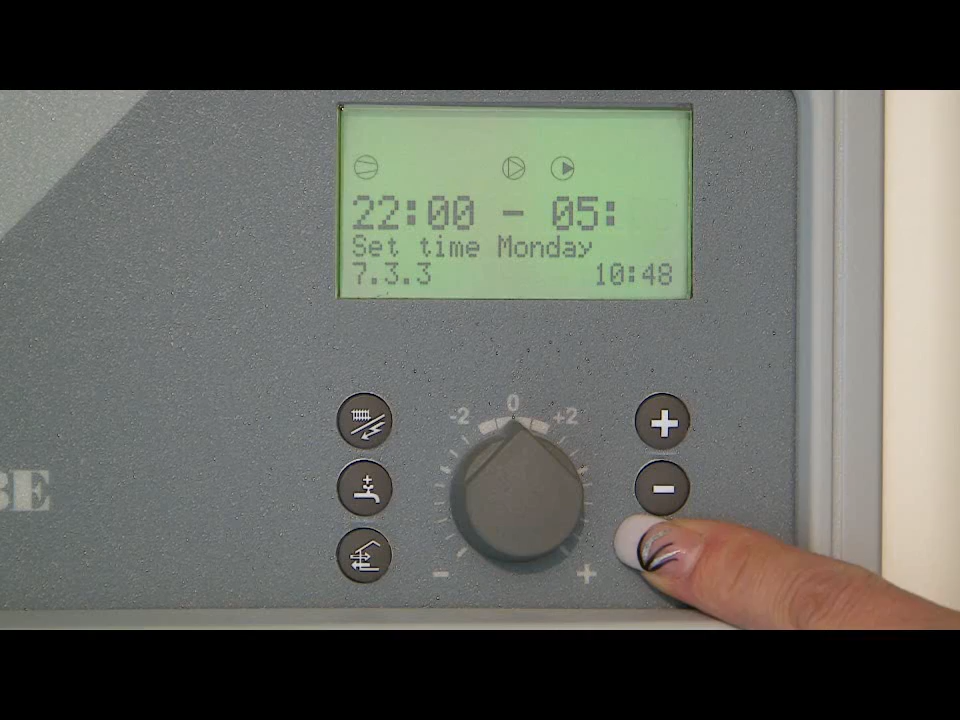 22:00 - 05:
Set time Monday
7.3.3 10:48
-2 0 +2
+
-
BE
- +